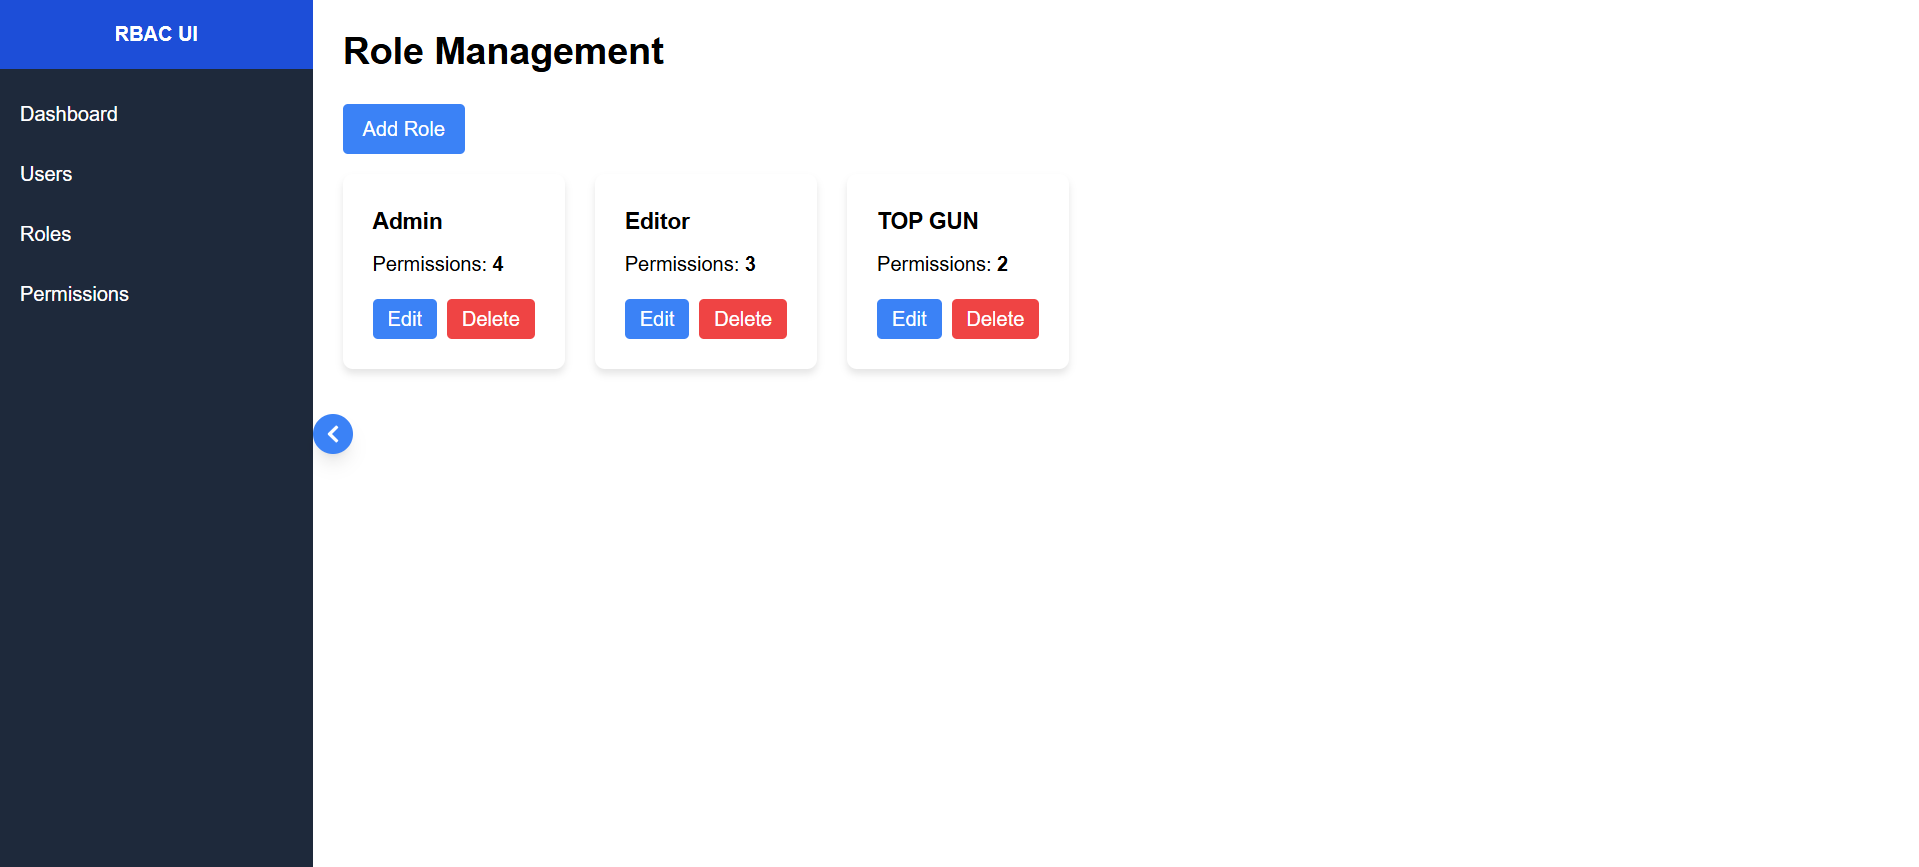 RBAC UI
Dashboard
Users
Roles
Permissions
Role Management
Add Role
Admin
Permissions: 4
Edit Delete
Editor
Permissions: 3
Edit Delete
TOP GUN
Permissions: 2
Edit Delete